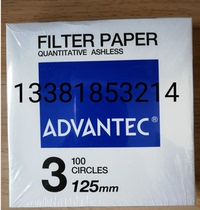 FILTER PAPER
QUANTITATIVE ASHLESS
13381853214
ADVANTEC®
3 100
CIRCLES
125mm